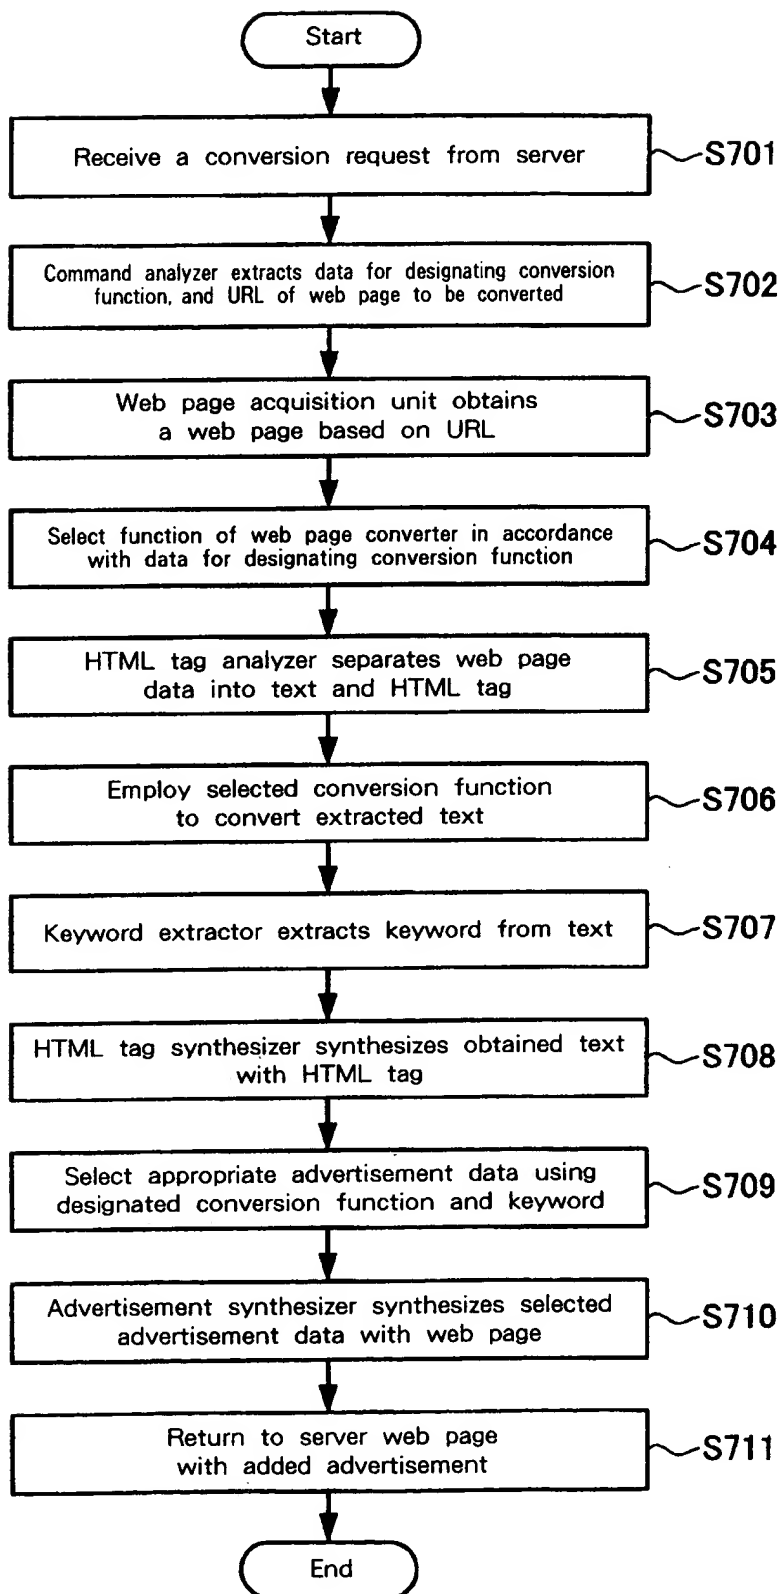 Start
Receive a conversion request from server
S701
Command analyzer extracts data for designating conversion
function, and URL of web page to be converted
S702
Web page acquisition unit obtains
a web page based on URL
S703
Select function of web page converter in accordance
with data for designating conversion function
S704
HTML tag analyzer separates web page
data into text and HTML tag
S705
Employ selected conversion function
to convert extracted text
S706
Keyword extractor extracts keyword from text
S707
HTML tag synthesizer synthesizes obtained text
with HTML tag
S708
Select appropriate advertisement data using
designated conversion function and keyword
S709
Advertisement synthesizer synthesizes selected
advertisement data with web page
S710
Return to server web page
with added advertisement
S711
End